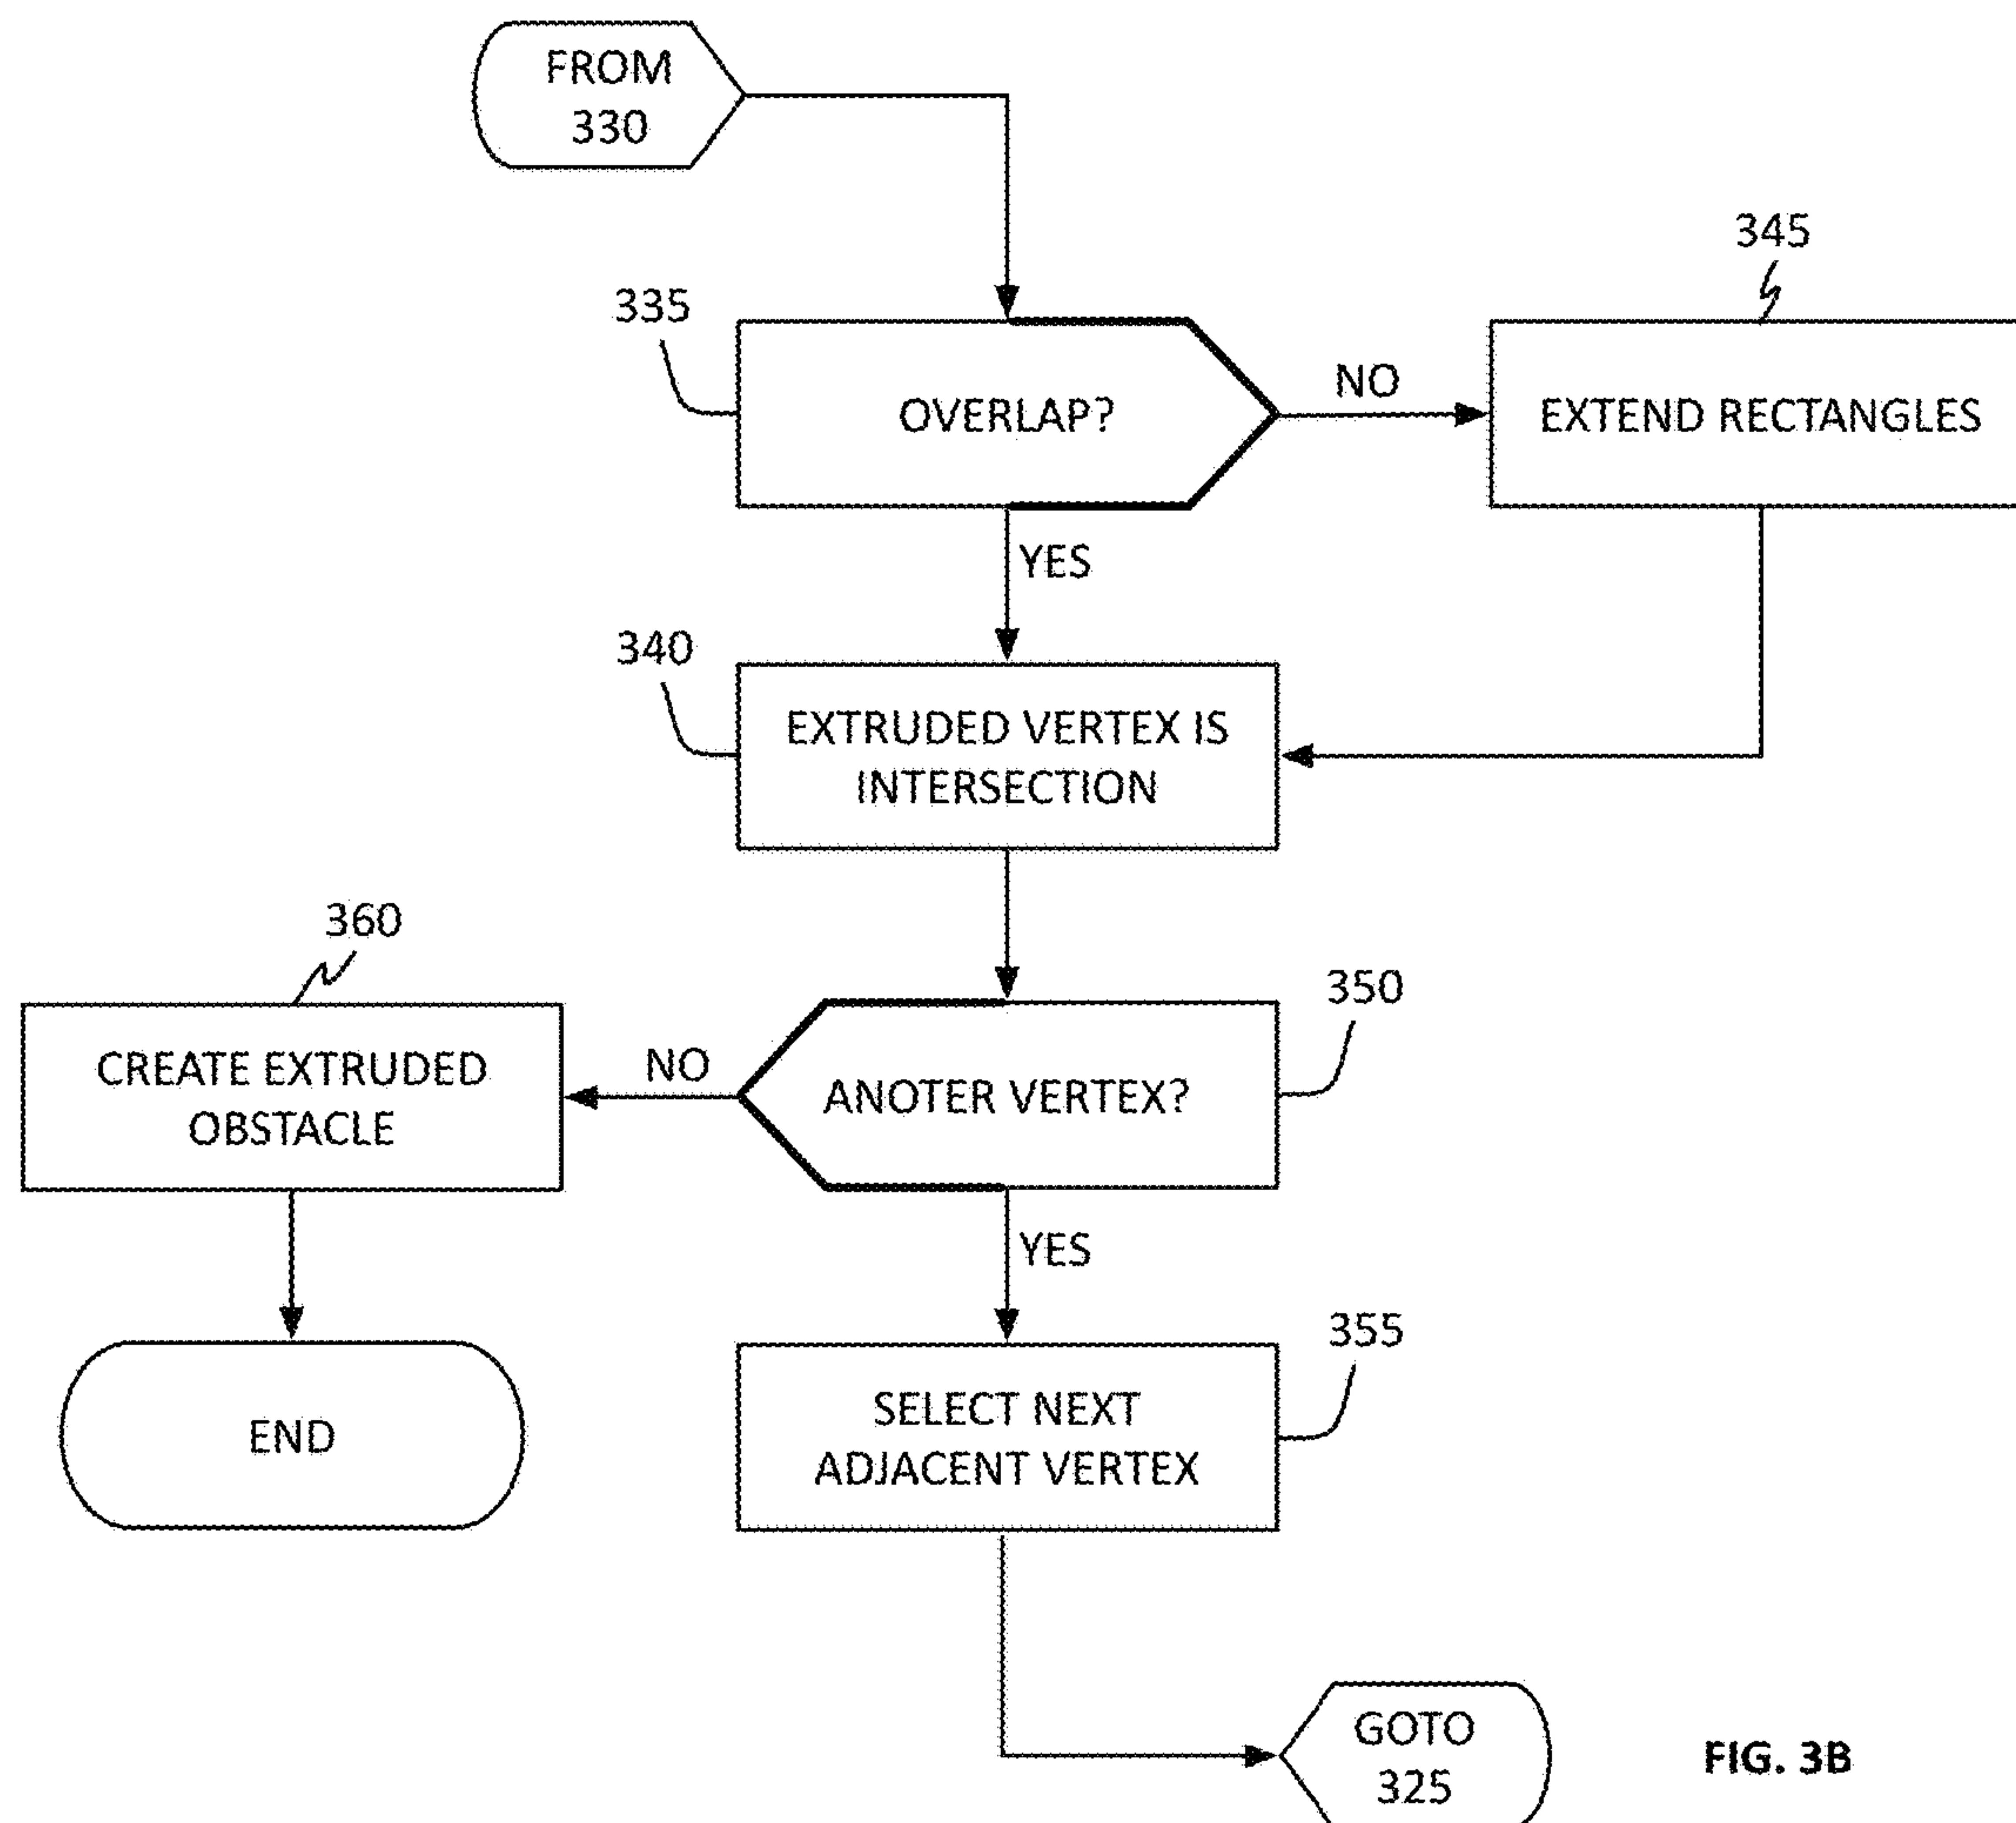 FROM
330
345
335
OVERLAP?
NO
EXTEND RECTANGLES
YES
340
EXTRUDED VERTEX IS
INTERSECTION
360
350
CREATE EXTRUDED
OBSTACLE
NO
ANOTER VERTEX?
YES
355
END
SELECT NEXT
ADJACENT VERTEX
GOTO
325
FIG. 3B